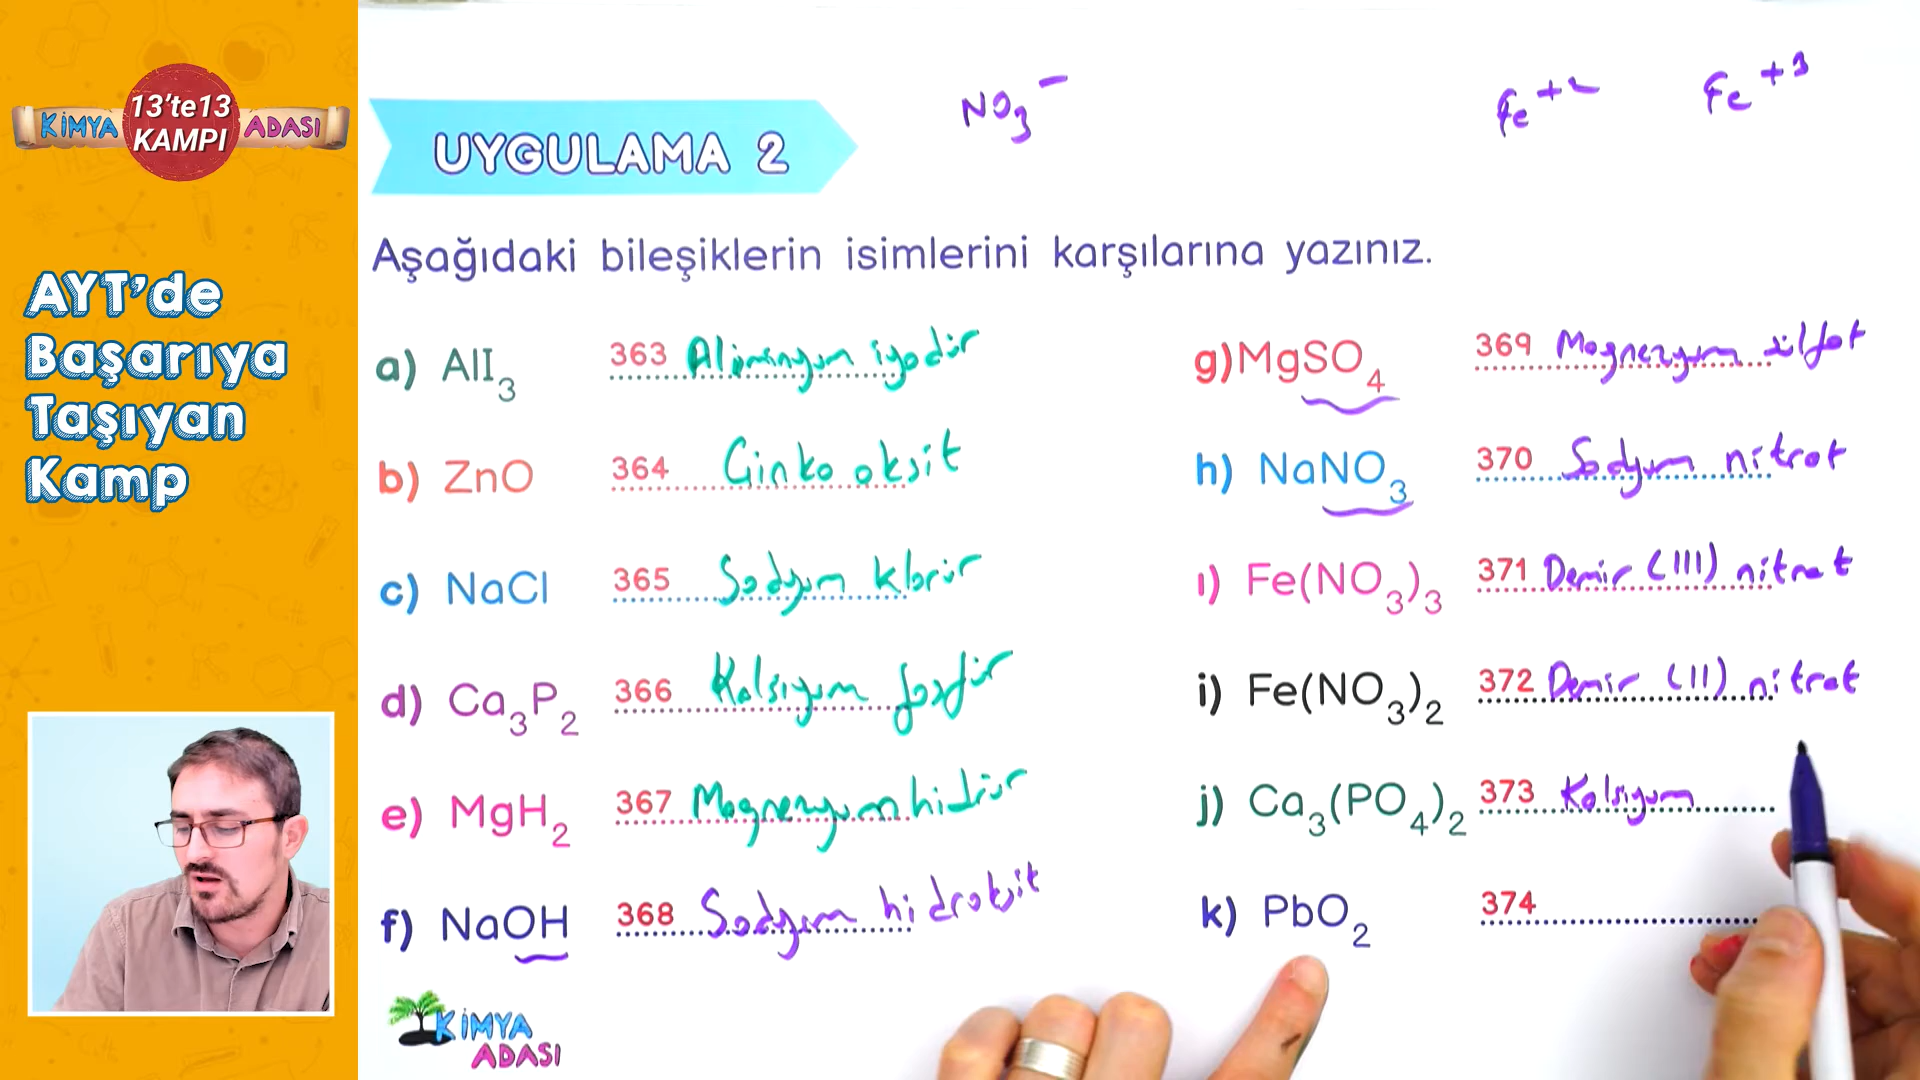 KİMYA
13'te13
KAMPI
ADASI
AYT'de
Başarıya
Taşıyan
Kamp
NO3 -
Fe +2
Fe +3
UYGULAMA 2
Aşağıdaki bileşiklerin isimlerini karşılarına yazınız.
a) AlI3 363 Alüminyum iyodür
b) ZnO 364 Çinko oksit
c) NaCl 365 Sodyum klorür
d) Ca3P2 366 Kalsiyum fosfür
e) MgH2 367 Magnezyum hidrür
f) NaOH 368 Sodyum hidroksit
g) MgSO4 369 Magnezyum sülfat
h) NaNO3 370 Sodyum nitrat
ı) Fe(NO3)3 371 Demir (III) nitrat
i) Fe(NO3)2 372 Demir (II) nitrat
j) Ca3(PO4)2 373 Kalsiyum
k) PbO2 374
KİMYA
ADASI